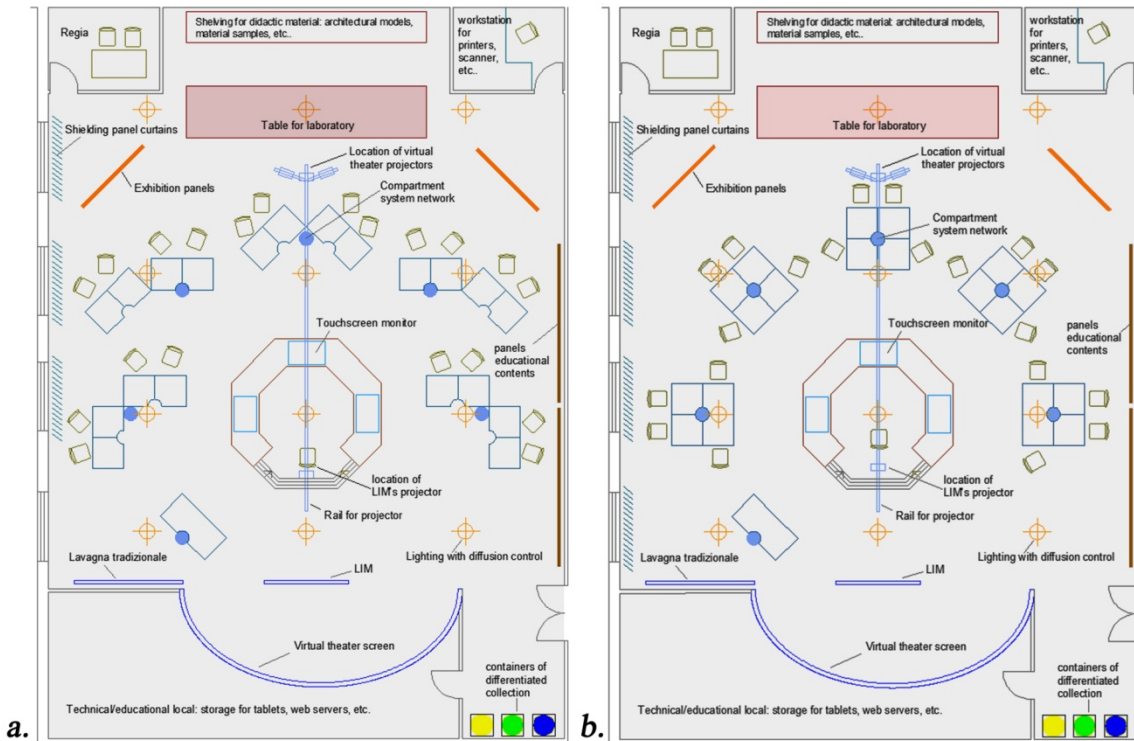 Regia
Shelving for didactic material: architectural models,
material samples, etc..
workstation
for
printers,
scanner,
etc..
Table for laboratory
Shielding panel curtains
Location of virtual
theater projectors
Exhibition panels
Compartment
system network
Touchscreen monitor
panels
educational
contents
location of
LIM's projector
Rail for projector
Lavagna tradizionale
Lighting with diffusion control
LIM
Virtual theater screen
containers of
differentiated
collection
Technical/educational local: storage for tablets, web servers, etc.
a.
Regia
Shelving for didactic material: architectural models,
material samples, etc..
workstation
for
printers,
scanner,
etc..
Table for laboratory
Shielding panel curtains
Location of virtual
theater projectors
Exhibition panels
Compartment
system network
Touchscreen monitor
panels
educational
contents
location of
LIM's projector
Rail for projector
Lavagna tradizionale
Lighting with diffusion control
LIM
Virtual theater screen
containers of
differentiated
collection
Technical/educational local: storage for tablets, web servers, etc.
b.